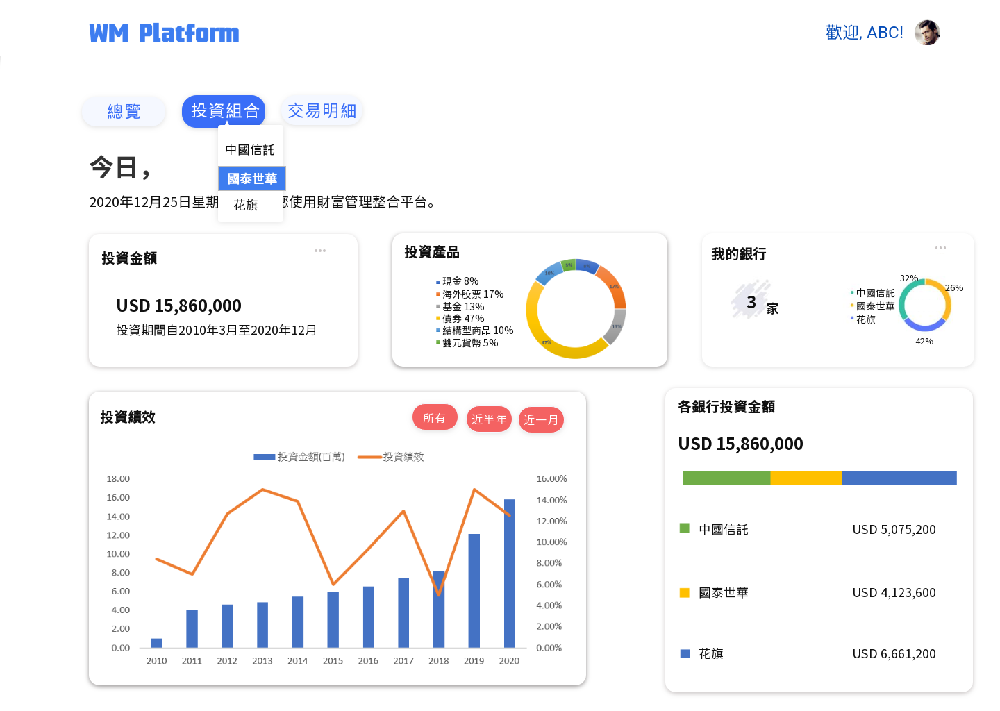 WM Platform
歡迎, ABC!
總覽
投資組合
交易明細
中國信託
國泰世華
花旗
今日，
2020年12月25日星期
您使用財富管理整合平台。
投資金額
USD 15,860,000
投資期間自2010年3月至2020年12月
投資產品
現金 8%
海外股票 17%
基金 13%
債券 47%
結構型商品 10%
雙元貨幣 5%
5%
8%
10%
17%
13%
47%
我的銀行
3 家
中國信託
國泰世華
花旗
32%
26%
42%
投資績效
所有
近半年
近一月
投資金額(百萬)
投資績效
18.00
16.00
14.00
12.00
10.00
8.00
6.00
4.00
2.00
0.00
16.00%
14.00%
12.00%
10.00%
8.00%
6.00%
4.00%
2.00%
0.00%
2010 2011 2012 2013 2014 2015 2016 2017 2018 2019 2020
各銀行投資金額
USD 15,860,000
中國信託 USD 5,075,200
國泰世華 USD 4,123,600
花旗 USD 6,661,200